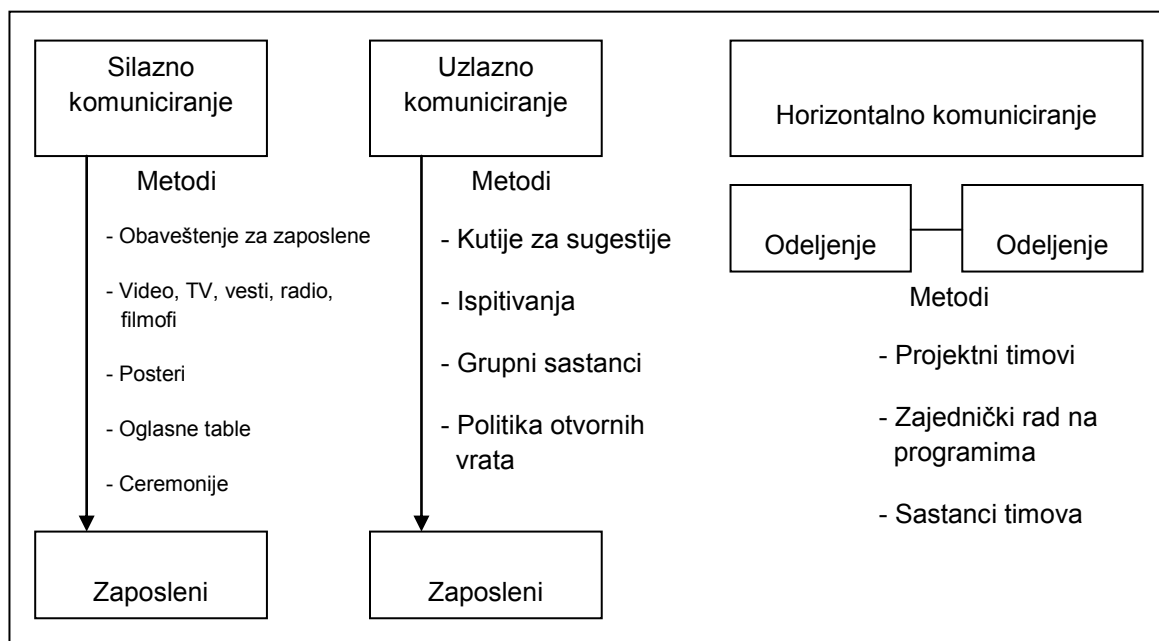 Silazno
komuniciranje
Metodi
- Obaveštenje za zaposlene
- Video, TV, vesti, radio,
filmofi
- Posteri
- Oglasne table
- Ceremonije
Zaposleni
Uzlazno
komuniciranje
Metodi
- Kutije za sugestije
- Ispitivanja
- Grupni sastanci
- Politika otvornih
vrata
Zaposleni
Horizontalno komuniciranje
Odeljenje
Odeljenje
Metodi
- Projektni timovi
- Zajednički rad na
programima
- Sastanci timova